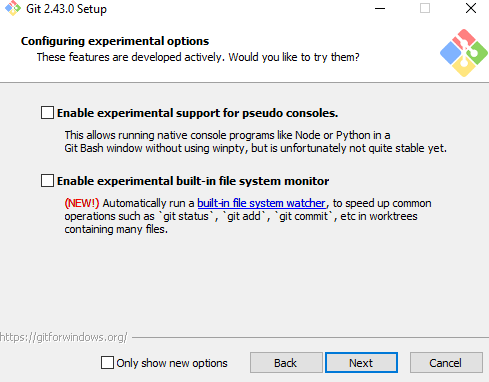 Git 2.43.0 Setup
Configuring experimental options
These features are developed actively. Would you like to try them?
Enable experimental support for pseudo consoles.
This allows running native console programs like Node or Python in a
Git Bash window without using winpty, but is unfortunately not quite stable yet.
Enable experimental built-in file system monitor
(NEW!) Automatically run a built-in file system watcher, to speed up common
operations such as `git status`, `git add`, `git commit`, etc in worktrees
containing many files.
https://gitforwindows.org/
Only show new options
Back
Next
Cancel